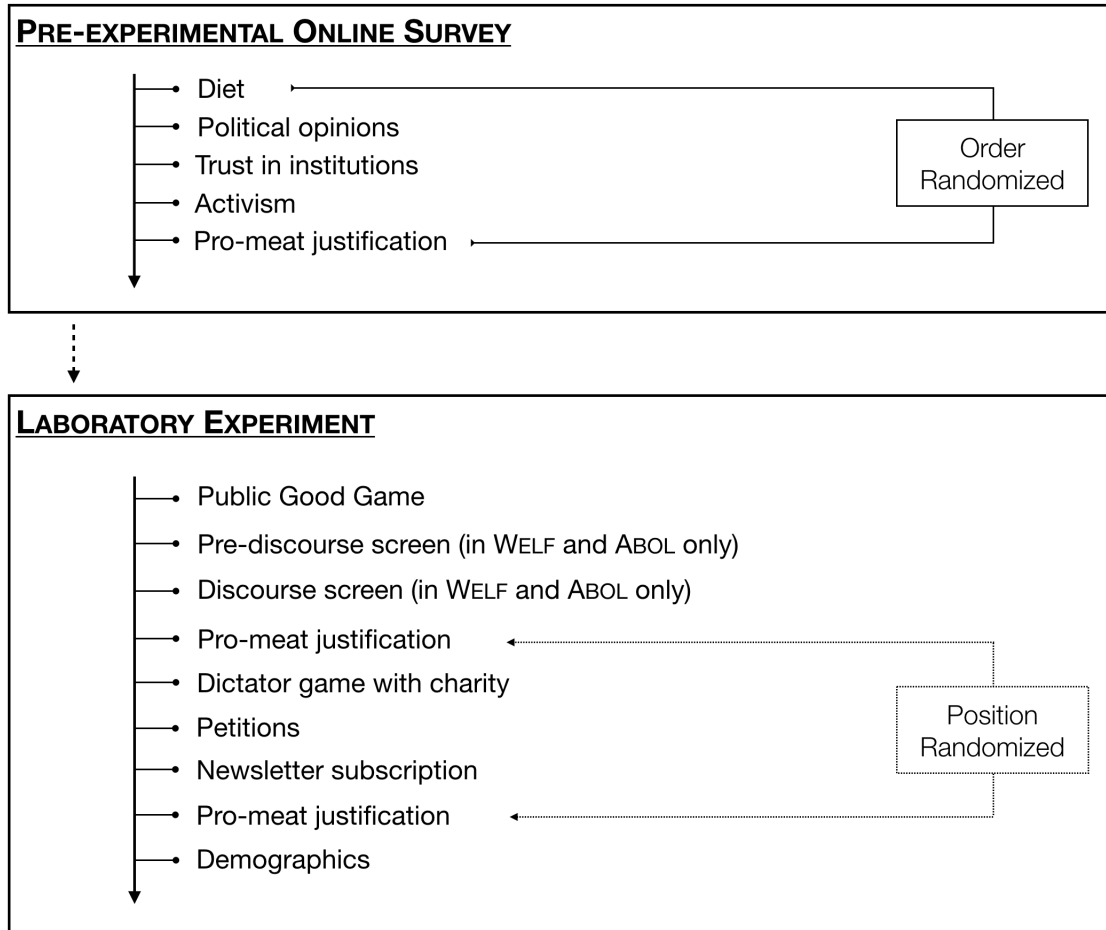 PRE-EXPERIMENTAL ONLINE SURVEY
Diet
Political opinions
Trust in institutions
Activism
Pro-meat justification
Order
Randomized
LABORATORY EXPERIMENT
Public Good Game
Pre-discourse screen (in WELF and ABOL only)
Discourse screen (in WELF and ABOL only)
Pro-meat justification
Dictator game with charity
Petitions
Newsletter subscription
Pro-meat justification
Demographics
Position
Randomized